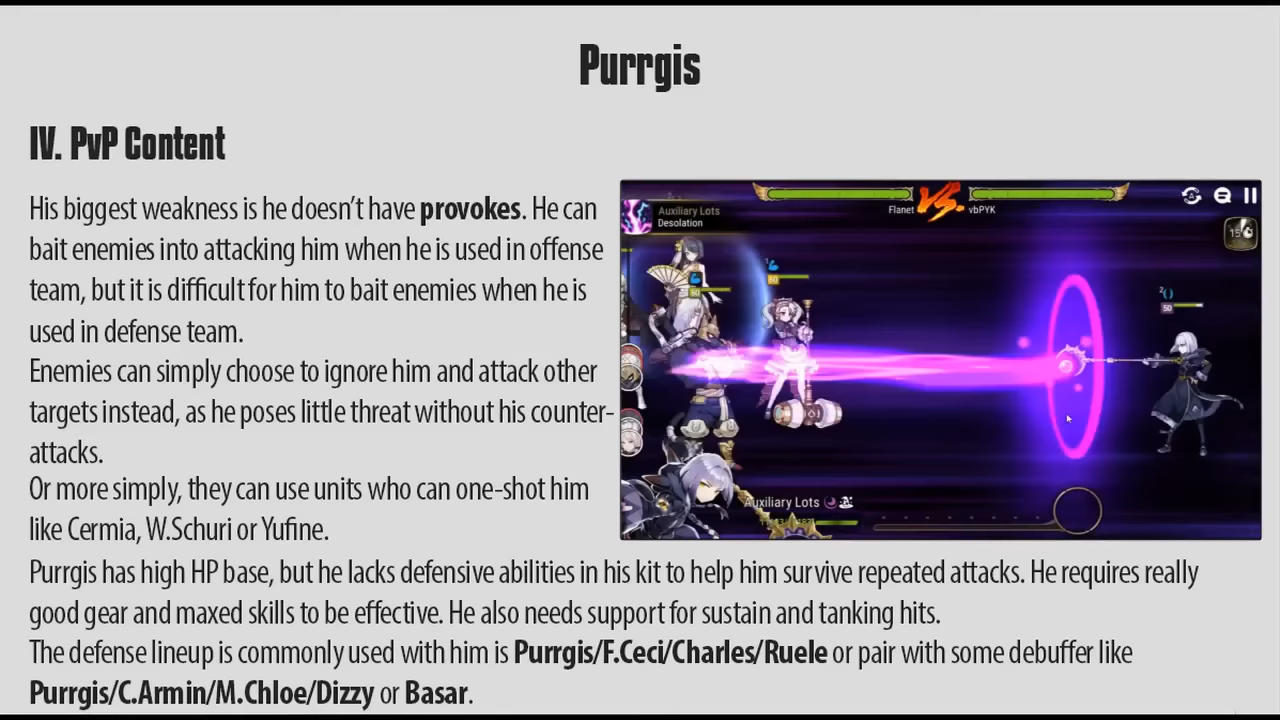 Purrgis
IV. PvP Content
His biggest weakness is he doesn't have provokes. He can
bait enemies into attacking him when he is used in offense
team, but it is difficult for him to bait enemies when he is
used in defense team.
Enemies can simply choose to ignore him and attack other
targets instead, as he poses little threat without his counter-
attacks.
Or more simply, they can use units who can one-shot him
like Cermia, W.Schuri or Yufine.
Auxiliary Lots
Desolation
Flanet
VS
vbPYK
15
60
60
50
Auxiliary Lots
Purrgis has high HP base, but he lacks defensive abilities in his kit to help him survive repeated attacks. He requires really
good gear and maxed skills to be effective. He also needs support for sustain and tanking hits.
The defense lineup is commonly used with him is Purrgis/F.Ceci/Charles/Ruele or pair with some debuffer like
Purrgis/C.Armin/M.Chloe/Dizzy or Basar.